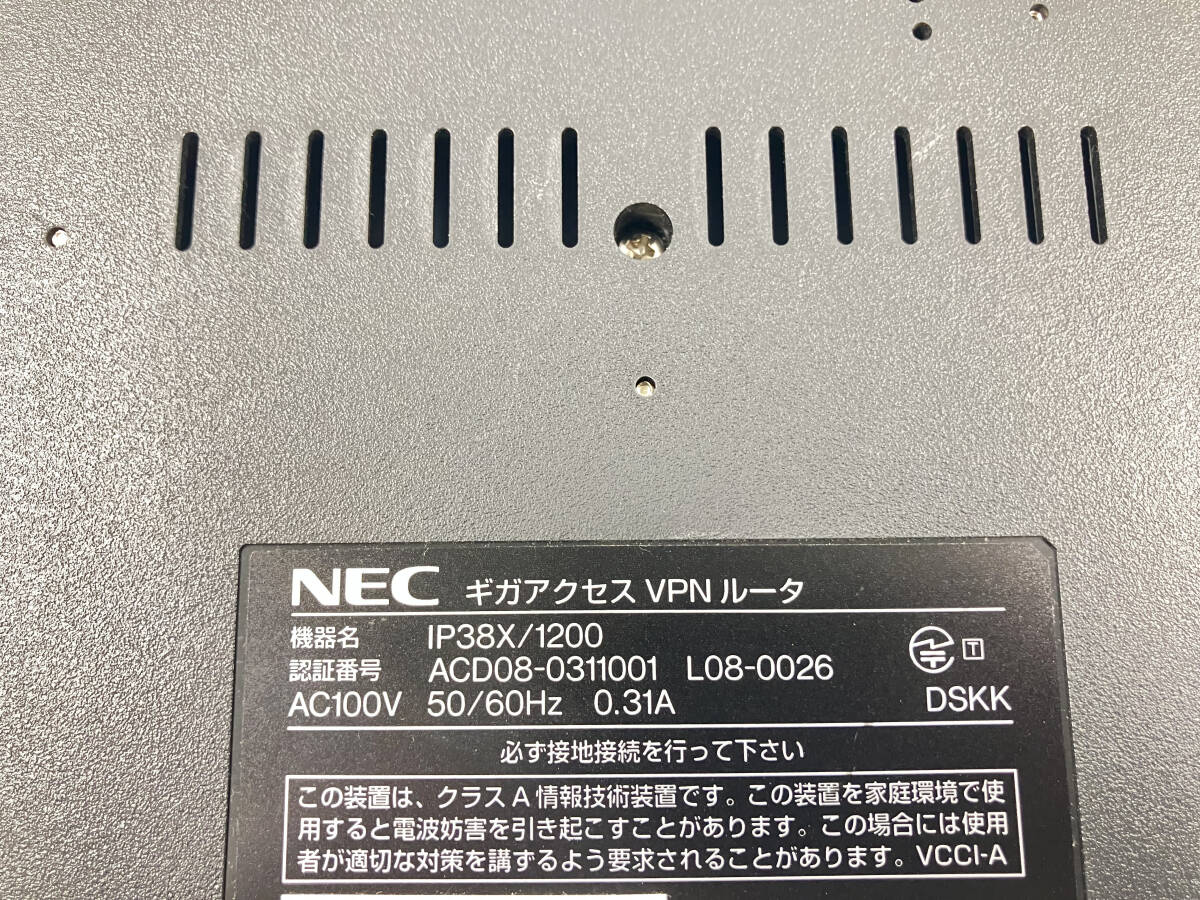 NEC ギガアクセス VPN ルータ
機器名 IP38X/1200
認証番号 ACD08-0311001 L08-0026
T
AC100V 50/60Hz 0.31A DSKK
必ず接地接続を行って下さい
この装置は、クラス A 情報技術装置です。この装置を家庭環境で使
用すると電波妨害を引き起こすことがあります。この場合には使用
者が適切な対策を講ずるよう要求されることがあります。VCCI-A